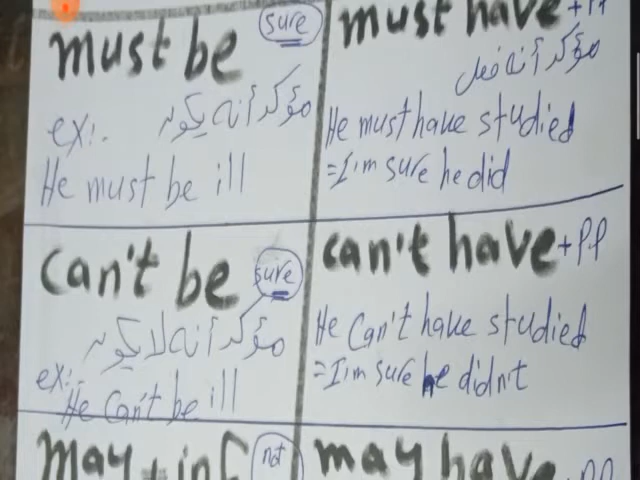 must be sure
مؤكد أنه يكون
ex:.
He must be ill
must have + PP
مؤكد أنه فعل
He must have studied
=I'm sure he did
can't be sure
مؤكد أنه لا يكون
ex:.
He can't be ill
can't have + P.P
He can't have studied
=I'm sure he didn't
may + inf not
may have + pp